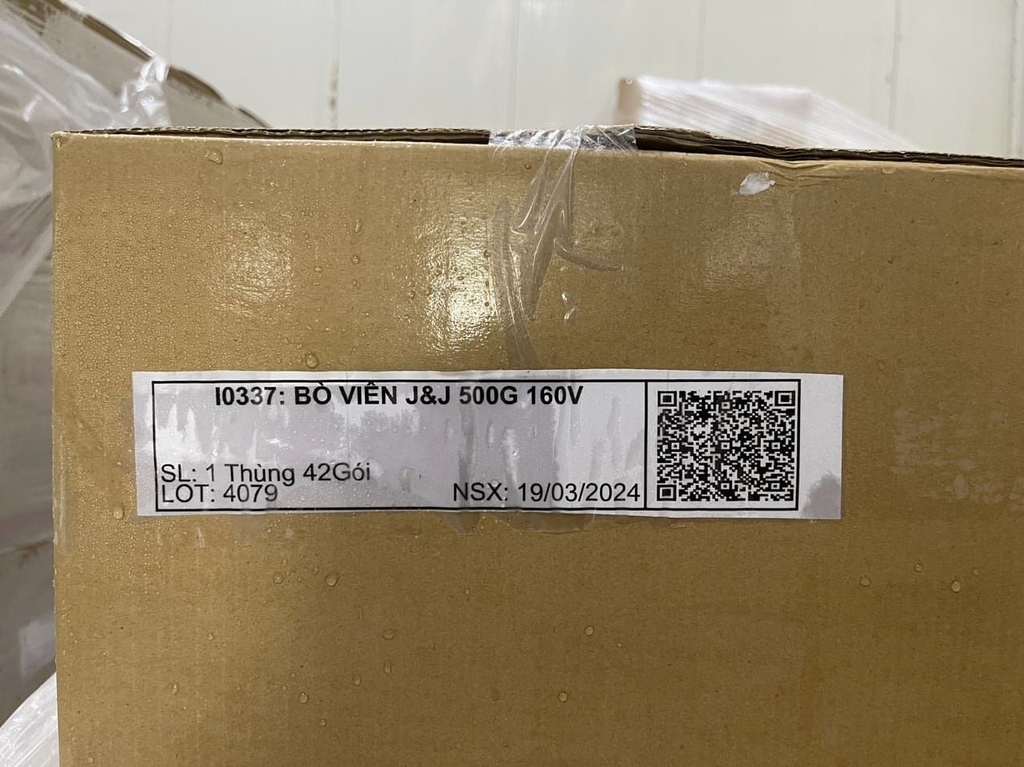 I0337: BÒ VIÊN J&J 500G 160V
SL: 1 Thùng 42Gói
LOT: 4079
NSX: 19/03/2024